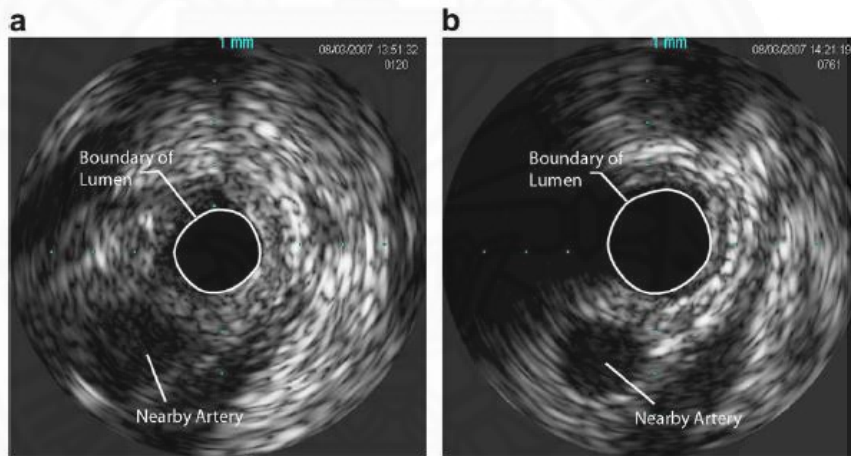 a
1 mm
08/03/2007 13:51:32
0120
Boundary of
Lumen
Nearby Artery
b
1 mm
08/03/2007 14:21:19
0761
Boundary of
Lumen
Nearby Artery